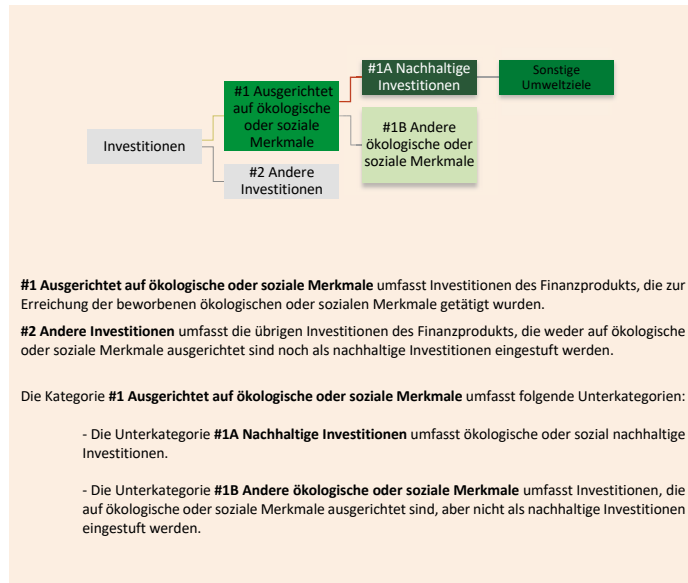 #1A Nachhaltige
Investitionen
Sonstige
Umweltziele
#1 Ausgerichtet
auf ökologische
oder soziale
Merkmale
#1B Andere
ökologische oder
soziale Merkmale
Investitionen
#2 Andere
Investitionen
#1 Ausgerichtet auf ökologische oder soziale Merkmale umfasst Investitionen des Finanzprodukts, die zur
Erreichung der beworbenen ökologischen oder sozialen Merkmale getätigt wurden.
#2 Andere Investitionen umfasst die übrigen Investitionen des Finanzprodukts, die weder auf ökologische
oder soziale Merkmale ausgerichtet sind noch als nachhaltige Investitionen eingestuft werden.
Die Kategorie #1 Ausgerichtet auf ökologische oder soziale Merkmale umfasst folgende Unterkategorien:
- Die Unterkategorie #1A Nachhaltige Investitionen umfasst ökologische oder sozial nachhaltige
Investitionen.
- Die Unterkategorie #1B Andere ökologische oder soziale Merkmale umfasst Investitionen, die
auf ökologische oder soziale Merkmale ausgerichtet sind, aber nicht als nachhaltige Investitionen
eingestuft werden.